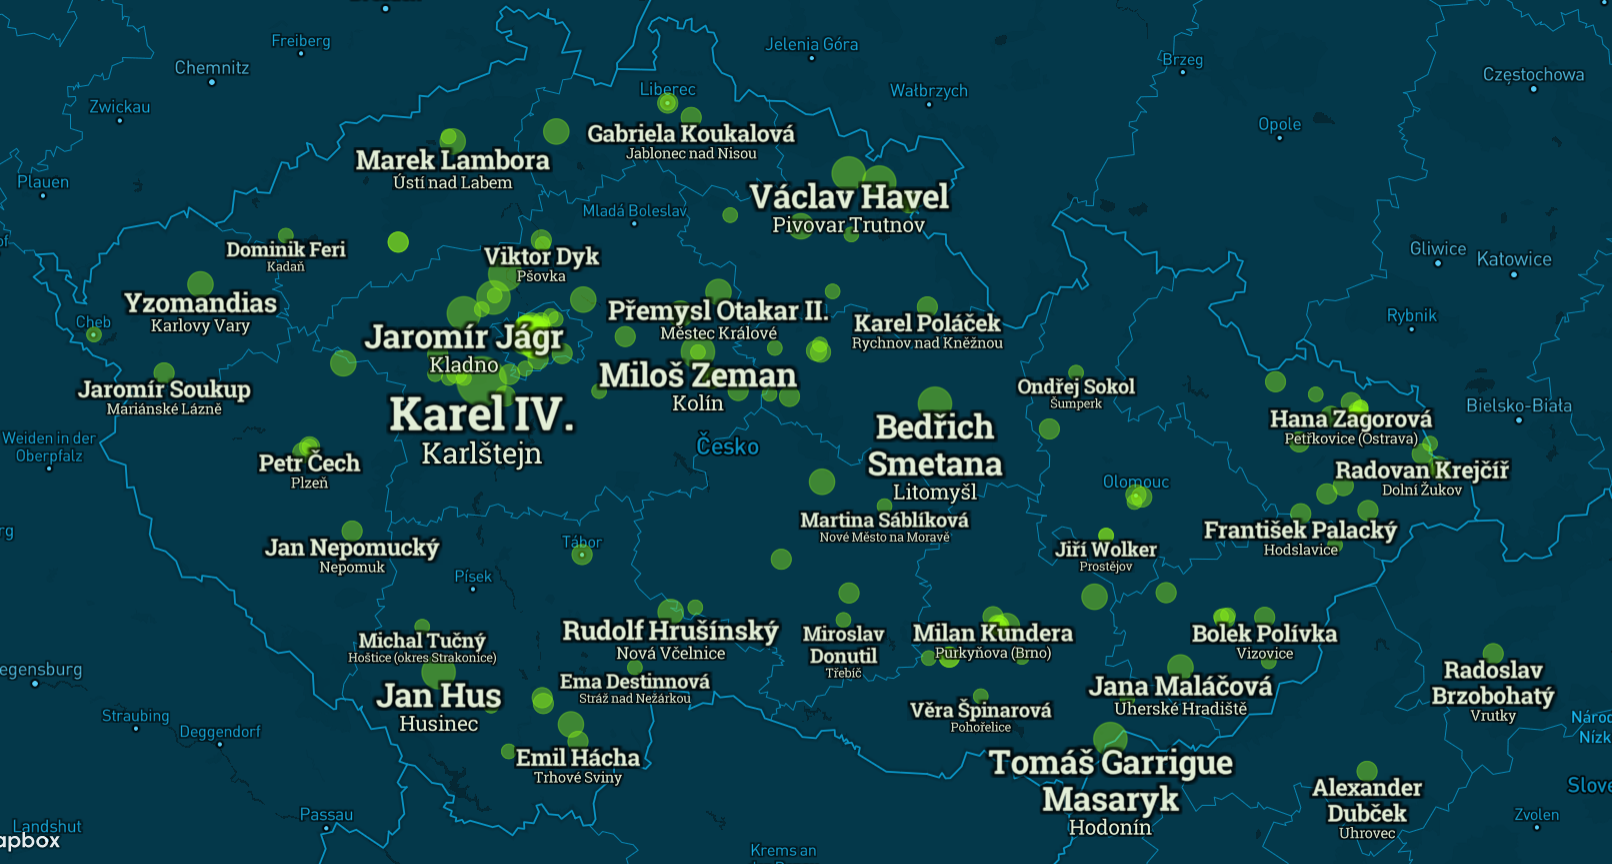 Freiberg
Jelenia Góra
Brzeg
Chemnitz
Częstochowa
Liberec
Wałbrzych
Zwickau
Opole
Gabriela Koukalová
Jablonec nad Nisou
Marek Lambora
Ústí nad Labem
Plauen
Václav Havel
Pivovar Trutnov
Mladá Boleslav
Dominik Feri
Kadaň
Viktor Dyk
Pšovka
Gliwice
Katowice
Yzomandias
Karlovy Vary
Přemysl Otakar II.
Městec Králové
Karel Poláček
Rychnov nad Kněžnou
Rybnik
Cheb
Jaromír Jágr
Kladno
Miloš Zeman
Kolín
Jaromír Soukup
Mariánské Lázně
Ondřej Sokol
Šumperk
Bielsko-Biała
Karel IV.
Karlštejn
Hana Zagorová
Petřkovice (Ostrava)
Weiden in der
Oberpfalz
Česko
Bedřich
Smetana
Litomyšl
Petr Čech
Plzeň
Radovan Krejčíř
Dolní Žukov
Olomouc
Martina Sáblíková
Nové Město na Moravě
František Palacký
Hodslavice
rg
Jan Nepomucký
Nepomuk
Tábor
Jiří Wolker
Prostějov
Písek
Rudolf Hrušínský
Nová Včelnice
Miroslav
Donutil
Třebíč
Milan Kundera
Purkyňova (Brno)
Bolek Polívka
Vizovice
Michal Tučný
Hoštice (okres Strakonice)
egensburg
Radoslav
Brzobohatý
Vrutky
Ema Destinnová
Stráž nad Nežárkou
Jan Hus
Husinec
Jana Maláčová
Uherské Hradiště
Věra Špinarová
Pohořelice
Straubing
Deggendorf
Národ
Nízk
Emil Hácha
Trhové Sviny
Tomáš Garrigue
Masaryk
Hodonín
Alexander
Dubček
Uhrovec
Slove
Passau
Zvolen
Landshut
apbox
Krems an